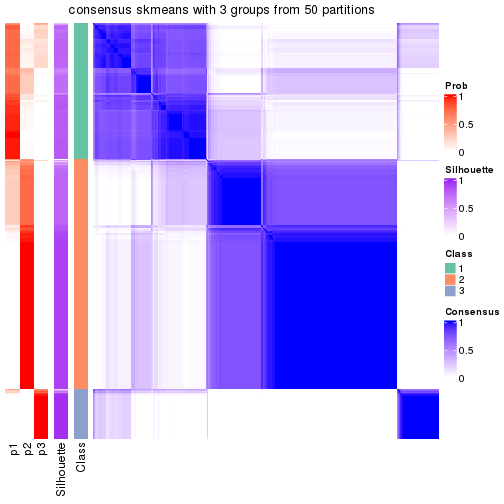 consensus skmeans with 3 groups from 50 partitions
Prob
1
0.5
0
Silhouette
1
0.5
0
Class
1
2
3
Consensus
1
0.5
0
p1
p2
p3
Silhouette
Class